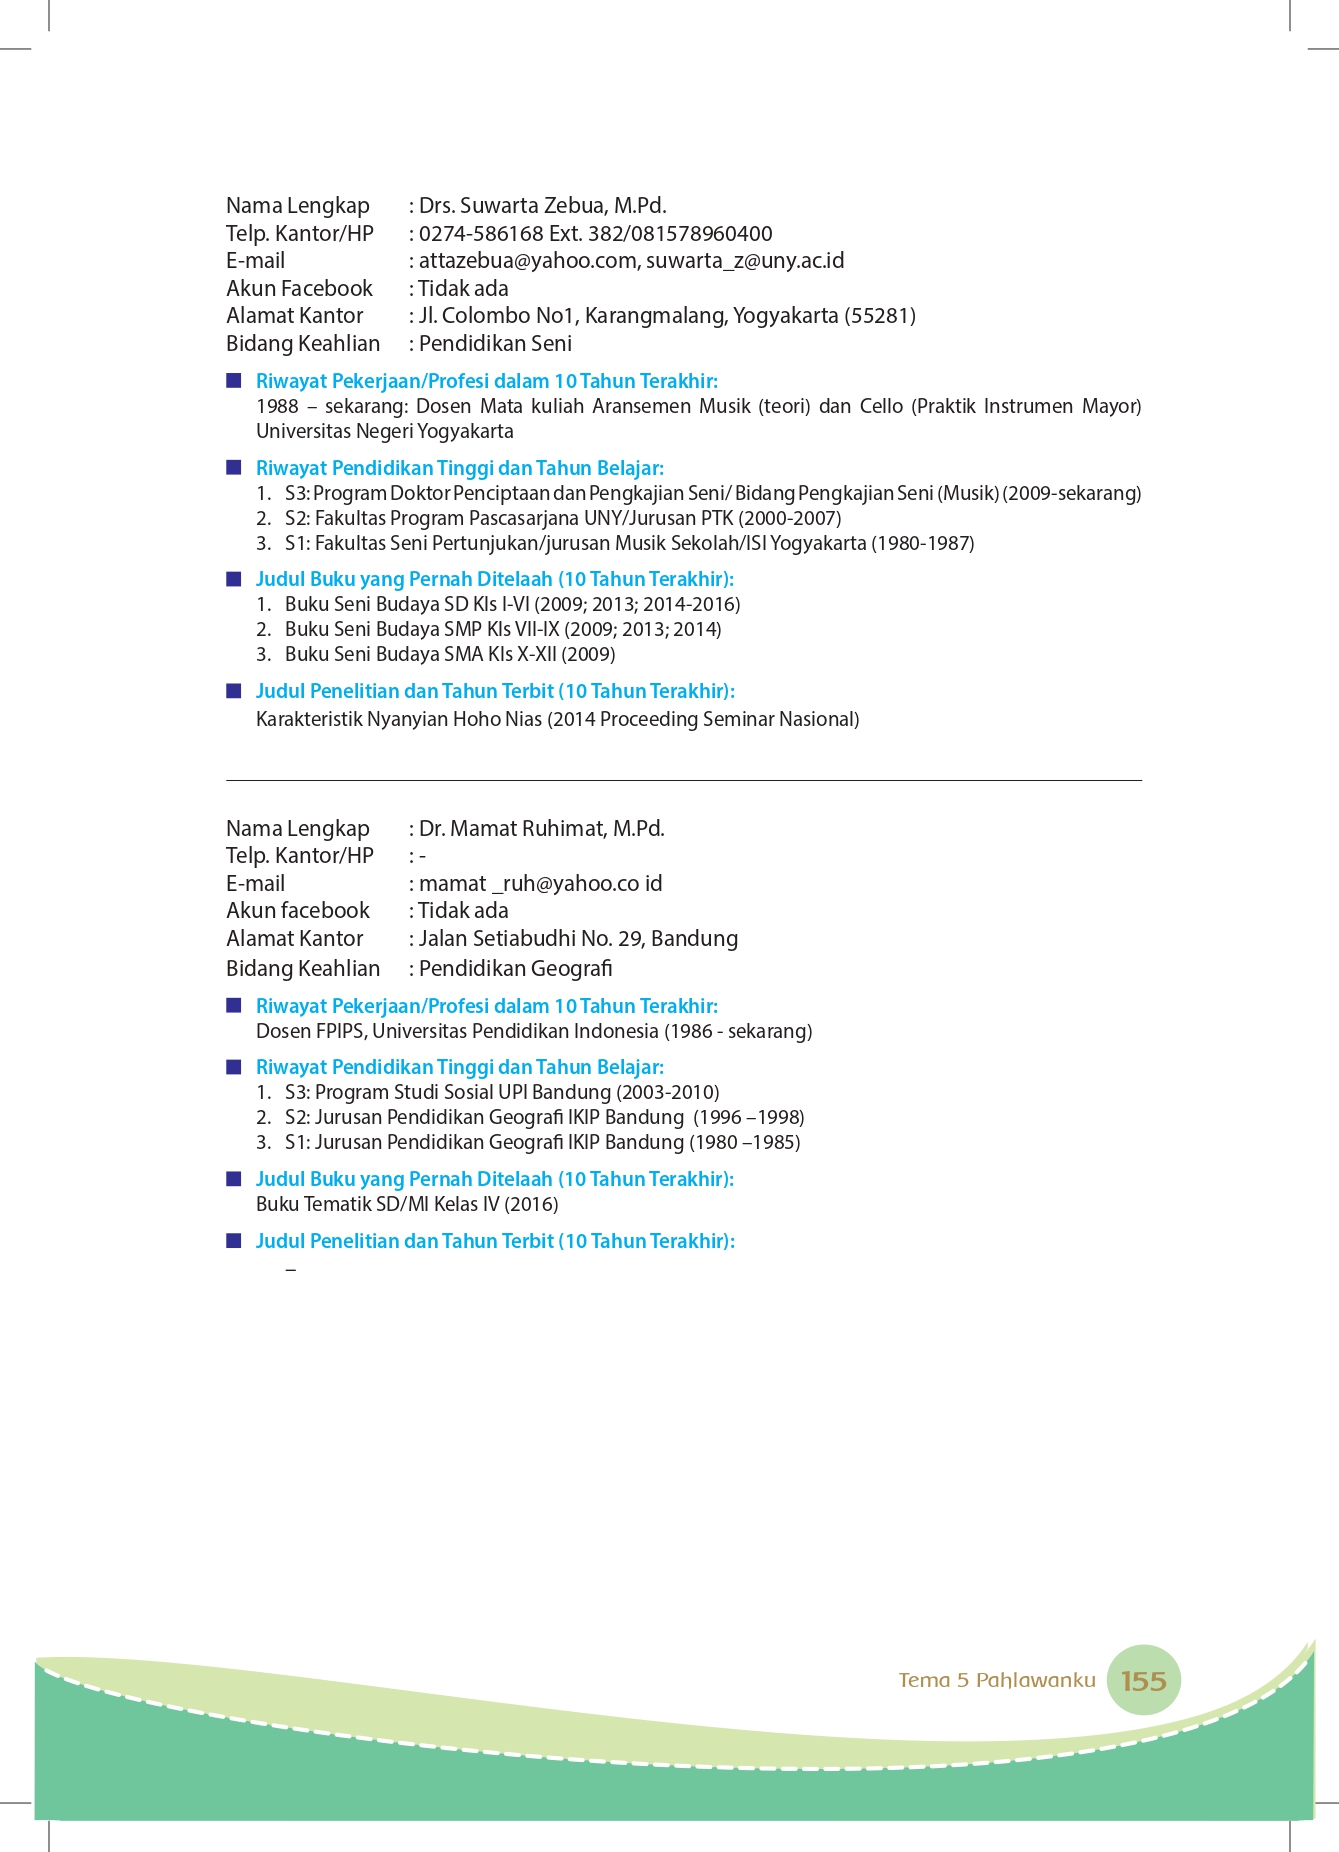 Nama Lengkap : Drs. Suwarta Zebua, M.Pd.
Telp. Kantor/HP : 0274-586168 Ext. 382/081578960400
E-mail : attazebua@yahoo.com, suwarta_z@uny.ac.id
Akun Facebook : Tidak ada
Alamat Kantor : Jl. Colombo No1, Karangmalang, Yogyakarta (55281)
Bidang Keahlian : Pendidikan Seni
Riwayat Pekerjaan/Profesi dalam 10 Tahun Terakhir:
1988 – sekarang: Dosen Mata kuliah Aransemen Musik (teori) dan Cello (Praktik Instrumen Mayor)
Universitas Negeri Yogyakarta
Riwayat Pendidikan Tinggi dan Tahun Belajar:
1. S3: Program Doktor Penciptaan dan Pengkajian Seni/ Bidang Pengkajian Seni (Musik) (2009-sekarang)
2. S2: Fakultas Program Pascasarjana UNY/Jurusan PTK (2000-2007)
3. S1: Fakultas Seni Pertunjukan/jurusan Musik Sekolah/ISI Yogyakarta (1980-1987)
Judul Buku yang Pernah Ditelaah (10 Tahun Terakhir):
1. Buku Seni Budaya SD Kls I-VI (2009; 2013; 2014-2016)
2. Buku Seni Budaya SMP Kls VII-IX (2009; 2013; 2014)
3. Buku Seni Budaya SMA Kls X-XII (2009)
Judul Penelitian dan Tahun Terbit (10 Tahun Terakhir):
Karakteristik Nyanyian Hoho Nias (2014 Proceeding Seminar Nasional)
Nama Lengkap : Dr. Mamat Ruhimat, M.Pd.
Telp. Kantor/HP : -
E-mail : mamat _ruh@yahoo.co id
Akun facebook : Tidak ada
Alamat Kantor : Jalan Setiabudhi No. 29, Bandung
Bidang Keahlian : Pendidikan Geografi
Riwayat Pekerjaan/Profesi dalam 10 Tahun Terakhir:
Dosen FPIPS, Universitas Pendidikan Indonesia (1986 - sekarang)
Riwayat Pendidikan Tinggi dan Tahun Belajar:
1. S3: Program Studi Sosial UPI Bandung (2003-2010)
2. S2: Jurusan Pendidikan Geografi IKIP Bandung (1996 –1998)
3. S1: Jurusan Pendidikan Geografi IKIP Bandung (1980 –1985)
Judul Buku yang Pernah Ditelaah (10 Tahun Terakhir):
Buku Tematik SD/MI Kelas IV (2016)
Judul Penelitian dan Tahun Terbit (10 Tahun Terakhir):
–
Tema 5 Pahlawanku 155